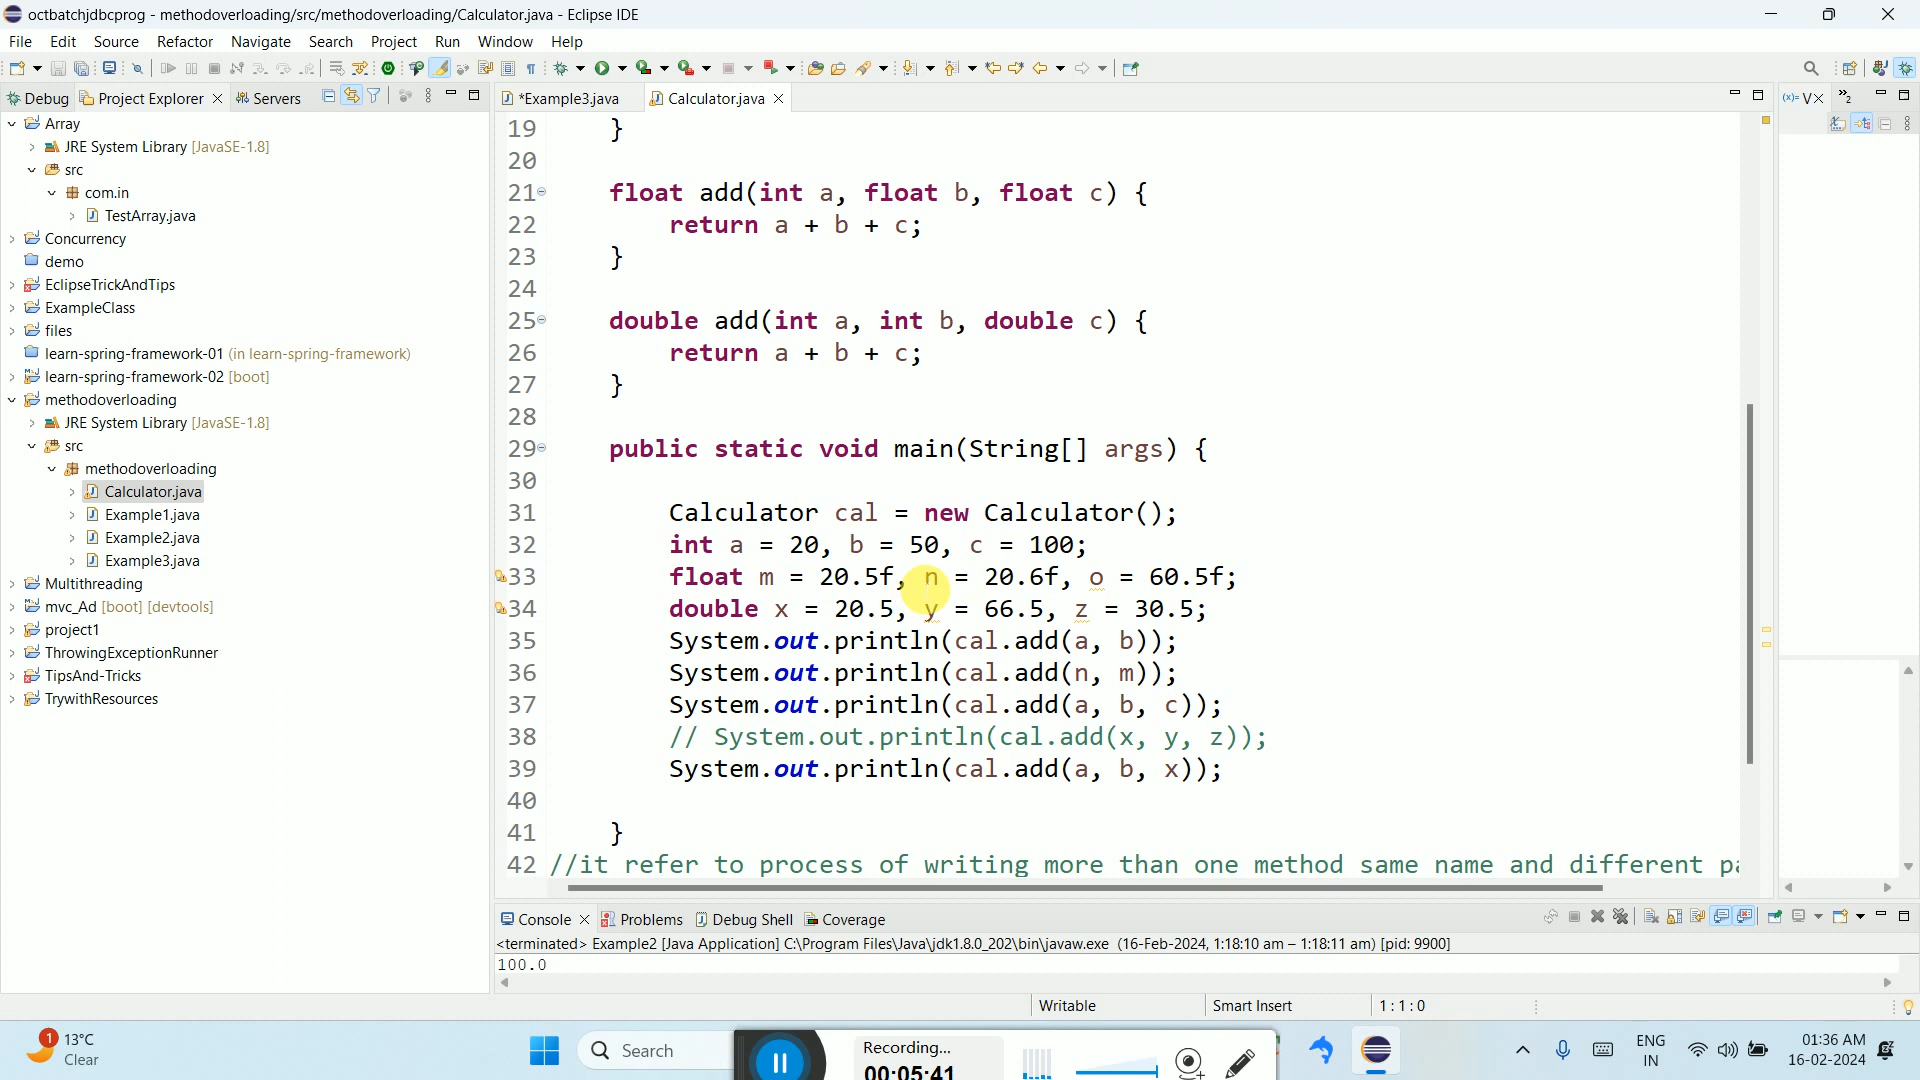 octbatchjdbcprog - methodoverloading/src/methodoverloading/Calculator.java - Eclipse IDE
File Edit Source Refactor Navigate Search Project Run Window Help
Debug Project Explorer Servers
*Example3.java Calculator.java
(x)= V »2
Array
JRE System Library [JavaSE-1.8]
src
com.in
TestArray.java
Concurrency
demo
EclipseTrickAndTips
ExampleClass
files
learn-spring-framework-01 (in learn-spring-framework)
learn-spring-framework-02 [boot]
methodoverloading
JRE System Library [JavaSE-1.8]
src
methodoverloading
Calculator.java
Example1.java
Example2.java
Example3.java
Multithreading
mvc_Ad [boot] [devtools]
project1
ThrowingExceptionRunner
TipsAnd-Tricks
TrywithResources
19 }
20
21 float add(int a, float b, float c) {
22 return a + b + c;
23 }
24
25 double add(int a, int b, double c) {
26 return a + b + c;
27 }
28
29 public static void main(String[] args) {
30
31 Calculator cal = new Calculator();
32 int a = 20, b = 50, c = 100;
33 float m = 20.5f, n = 20.6f, o = 60.5f;
34 double x = 20.5, y = 66.5, z = 30.5;
35 System.out.println(cal.add(a, b));
36 System.out.println(cal.add(n, m));
37 System.out.println(cal.add(a, b, c));
38 // System.out.println(cal.add(x, y, z));
39 System.out.println(cal.add(a, b, x));
40
41 }
42 //it refer to process of writing more than one method same name and different
Console Problems Debug Shell Coverage
<terminated> Example2 [Java Application] C:\Program Files\Java\jdk1.8.0_202\bin\javaw.exe (16-Feb-2024, 1:18:10 am – 1:18:11 am) [pid: 9900]
100.0
Writable Smart Insert 1 : 1 : 0
1
13°C
Clear
Search
Recording...
00:05:41
ENG
IN
01:36 AM
16-02-2024